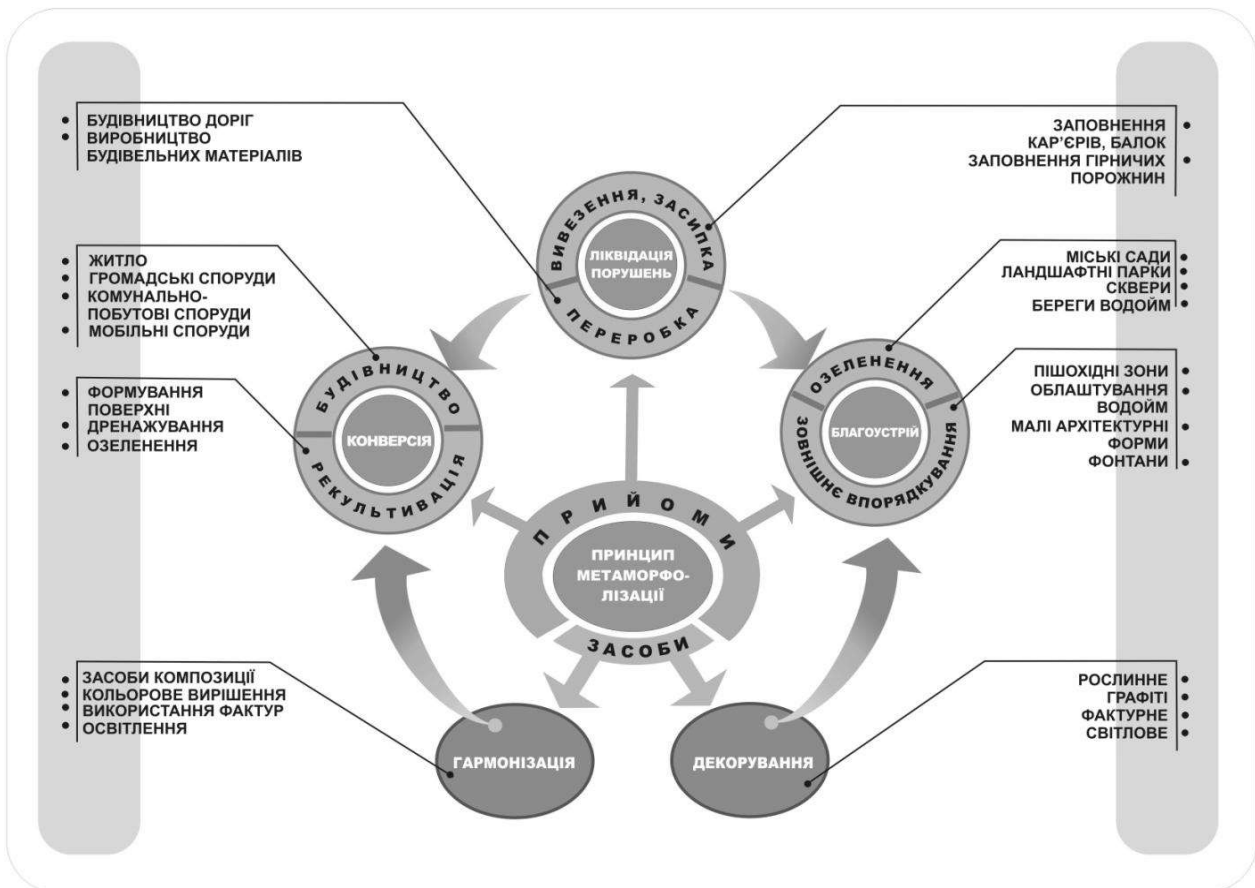 БУДІВНИЦТВО ДОРІГ
ВИРОБНИЦТВО
БУДІВЕЛЬНИХ МАТЕРІАЛІВ
ЗАПОВНЕННЯ
КАР’ЄРІВ, БАЛОК
ЗАПОВНЕННЯ ГІРНИЧИХ
ПОРОЖНИН
ВИВЕЗЕННЯ, ЗАСИПКА
ЛІКВІДАЦІЯ
ПОРУШЕНЬ
ПЕРЕРОБКА
ЖИТЛО
ГРОМАДСЬКІ СПОРУДИ
КОМУНАЛЬНО-
ПОБУТОВІ СПОРУДИ
МОБІЛЬНІ СПОРУДИ
МІСЬКІ САДИ
ЛАНДШАФТНІ ПАРКИ
СКВЕРИ
БЕРЕГИ ВОДОЙМ
ФОРМУВАННЯ
ПОВЕРХНІ
ДРЕНАЖУВАННЯ
ОЗЕЛЕНЕННЯ
БУДІВНИЦТВО
КОНВЕРСІЯ
РЕКУЛЬТИВАЦІЯ
ОЗЕЛЕНЕННЯ
БЛАГОУСТРІЙ
ЗОВНІШНЄ ВПОРЯДКУВАННЯ
ПІШОХІДНІ ЗОНИ
ОБЛАШТУВАННЯ
ВОДОЙМ
МАЛІ АРХІТЕКТУРНІ
ФОРМИ
ФОНТАНИ
ПРИЙОМИ
ПРИНЦИП
МЕТАМОРФО-
ЛІЗАЦІЇ
ЗАСОБИ
ЗАСОБИ КОМПОЗИЦІЇ
КОЛЬОРОВЕ ВИРІШЕННЯ
ВИКОРИСТАННЯ ФАКТУР
ОСВІТЛЕННЯ
ГАРМОНІЗАЦІЯ
ДЕКОРУВАННЯ
РОСЛИННЕ
ГРАФІТІ
ФАКТУРНЕ
СВІТЛОВЕ